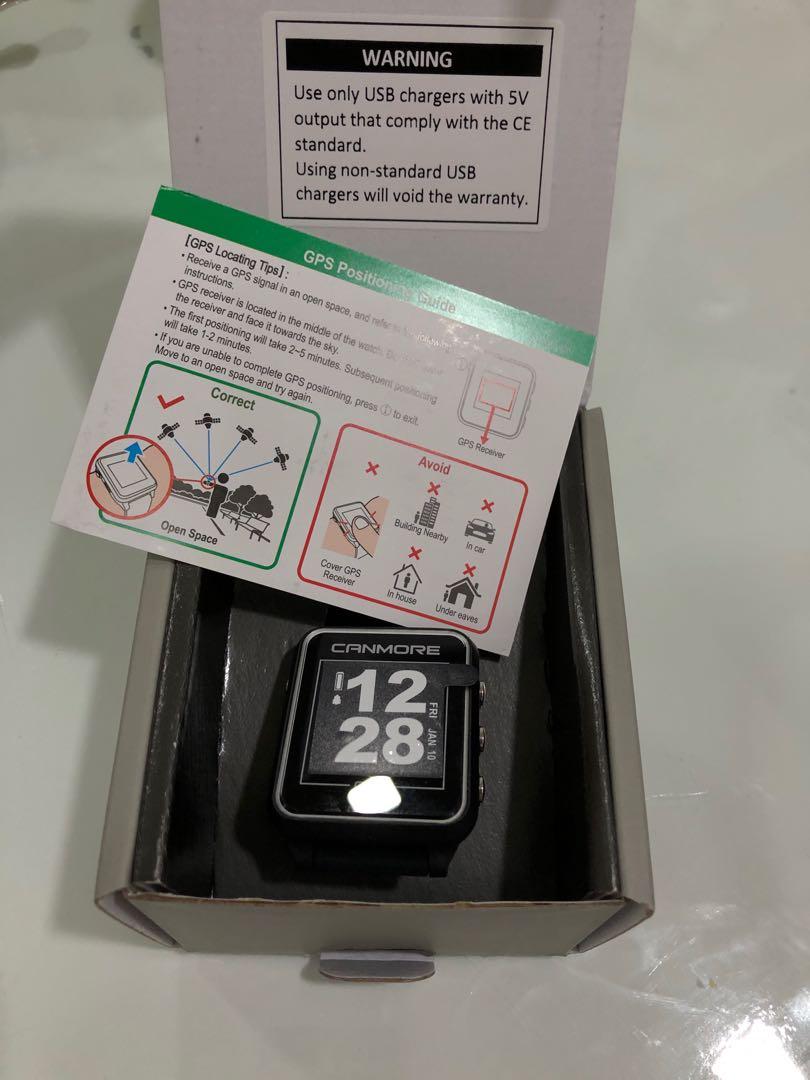 WARNING
Use only USB chargers with 5V
output that comply with the CE
standard.
Using non-standard USB
chargers will void the warranty.
GPS Positioning Guide
[GPS Locating Tips] :
• Receive a GPS signal in an open space, and refer to following
instructions.
• GPS receiver is located in the middle of the watch.
the receiver and face it towards the sky.
• The first positioning will take 2~5 minutes. Subsequent positioning
will take 1-2 minutes.
• If you are unable to complete GPS positioning, press ⓘ to exit.
Move to an open space and try again.
GPS Receiver
Correct
Open Space
Avoid
Cover GPS
Receiver
Building Nearby
In car
In house
Under eaves
CANMORE
12
28
FRI JAN 10